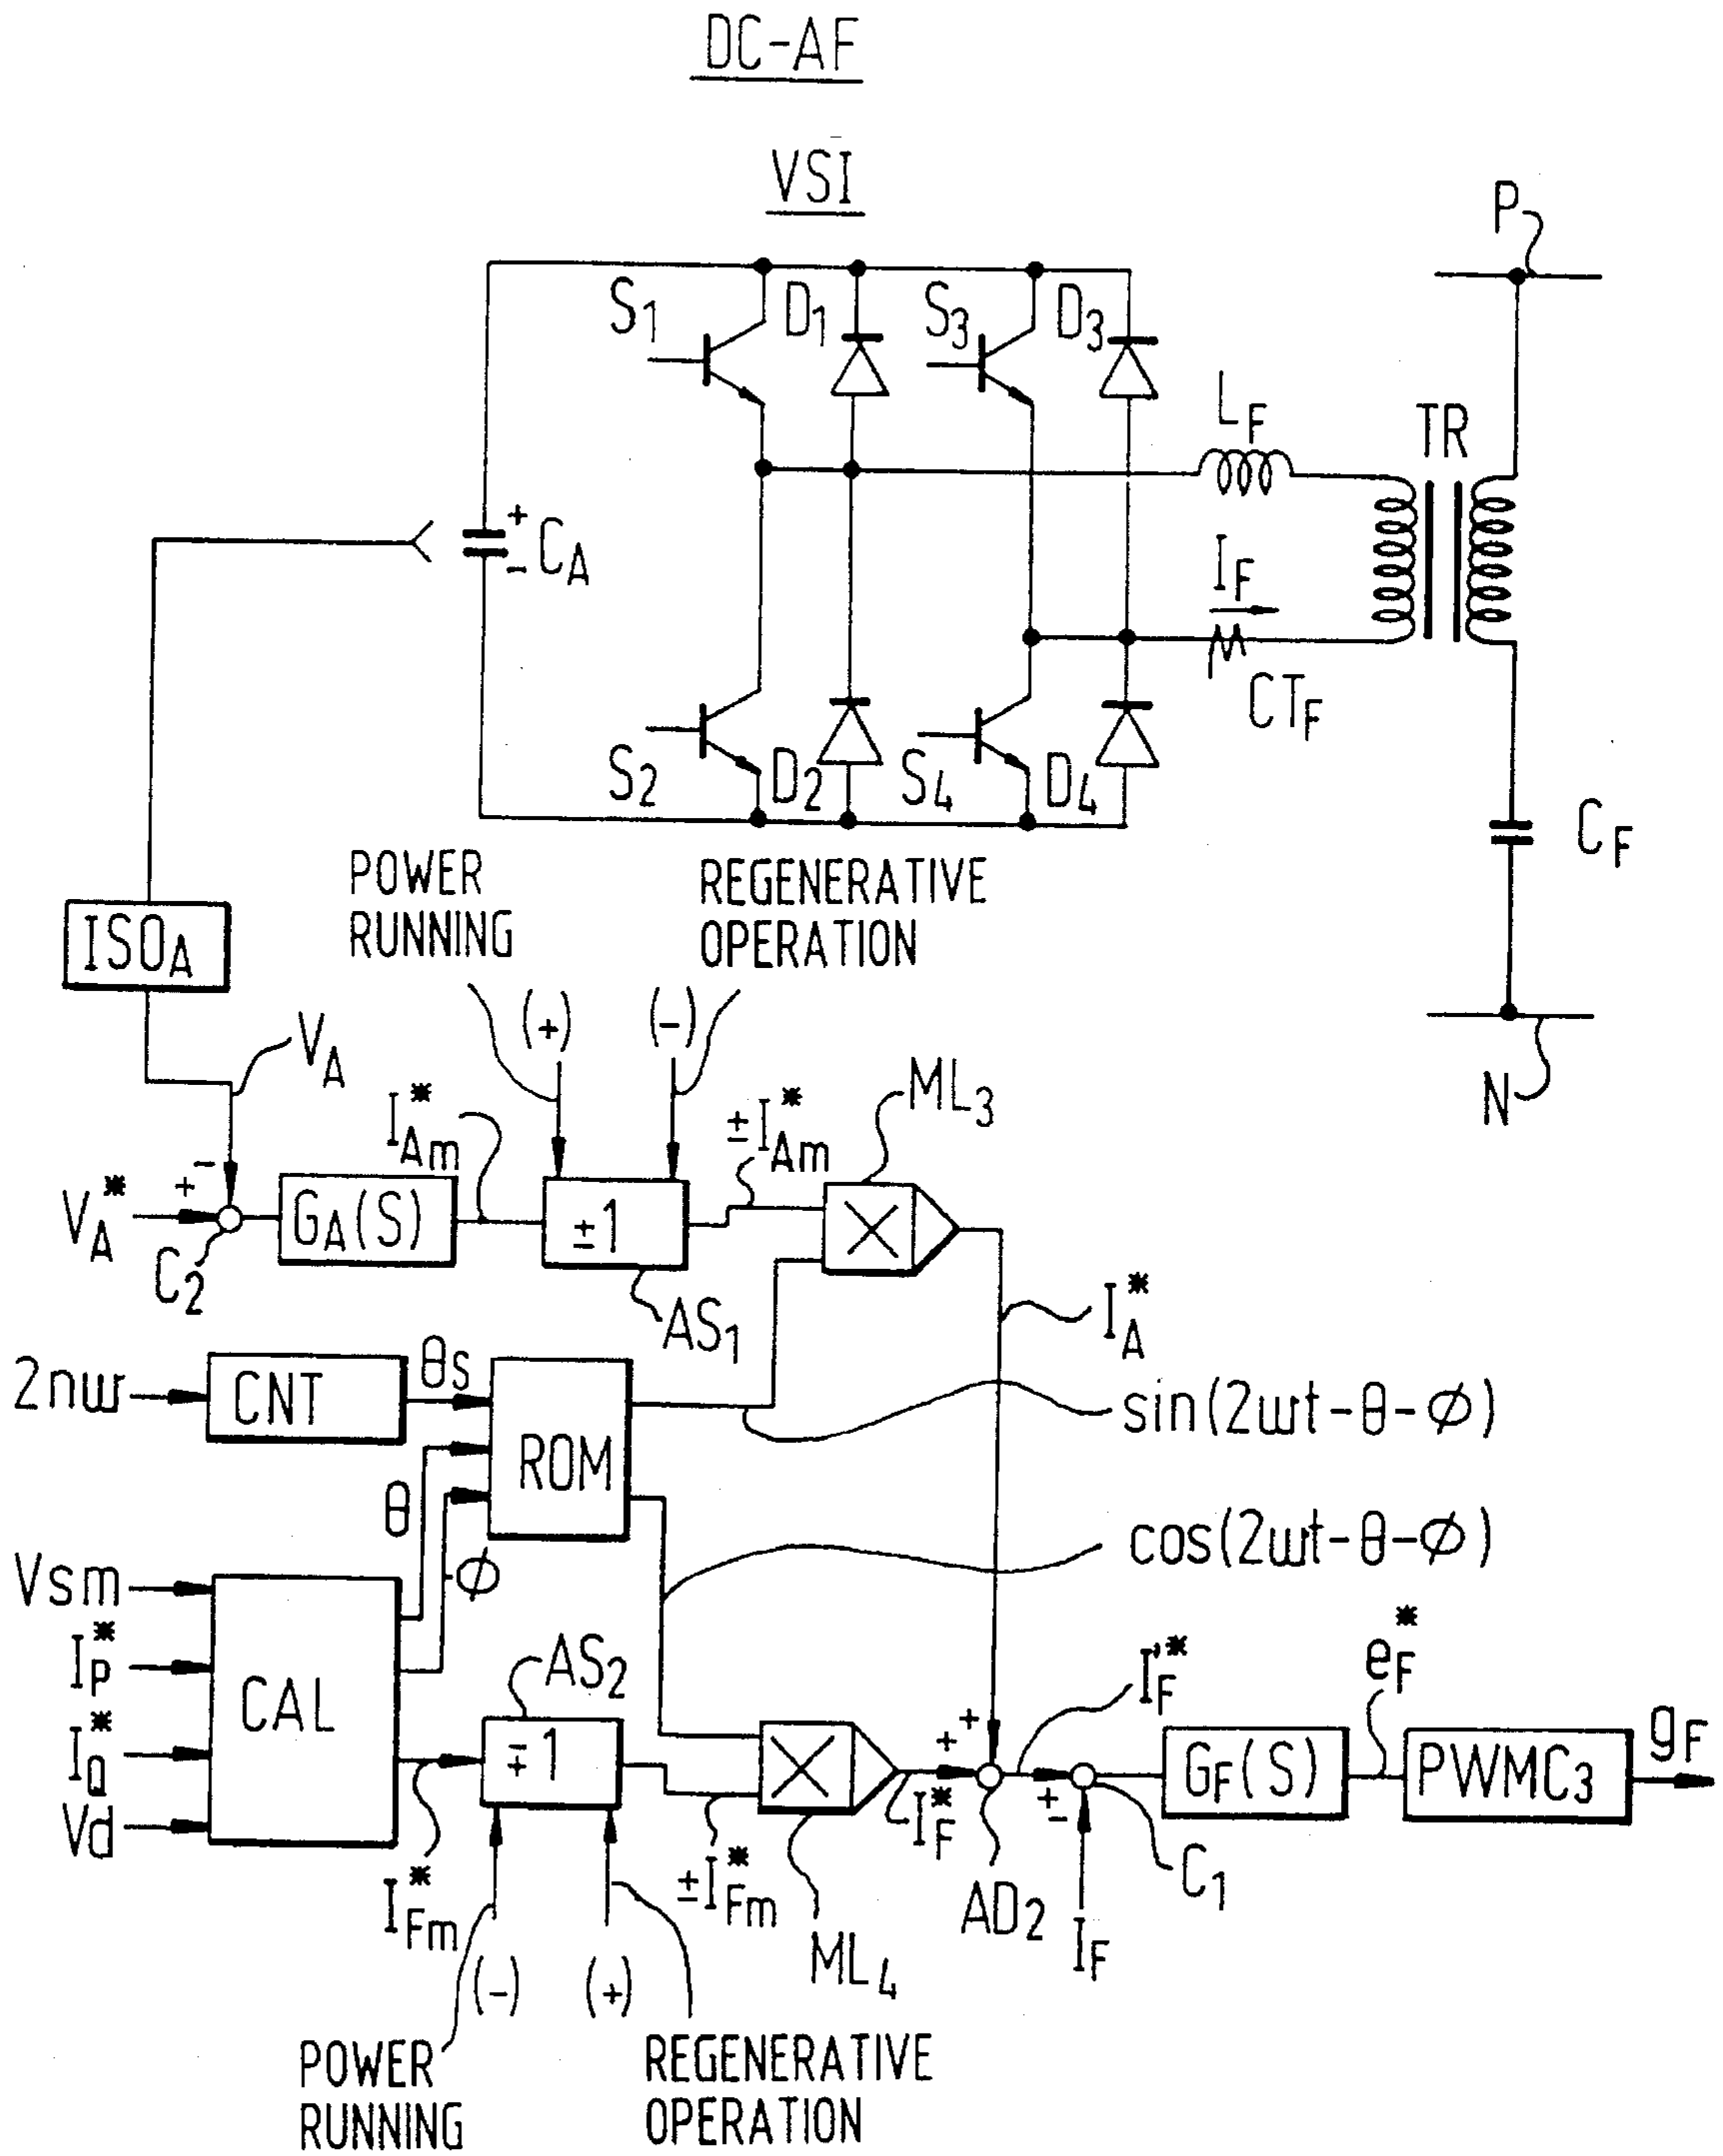 DC-AF
VSI
P
S1
D1
S3
D3
LF
TR
+
CA
-
IF
CTF
S2
D2
S4
D4
CF
POWER
RUNNING
REGENERATIVE
OPERATION
ISOA
VA
(+)
(-)
N
I*Am
±I*Am
ML3
-
+
V*A
GA(S)
±1
C2
AS1
I*A
2nω
CNT
θs
ROM
sin(2ωt-θ-ϕ)
θ
ϕ
cos(2ωt-θ-ϕ)
Vsm
I*P
I*Q
Vd
CAL
AS2
∓1
I*Fm
±I*Fm
ML4
+
+
I*F
AD2
I'*F
+
-
C1
IF
GF(S)
e*F
PWMC3
gF
(-)
(+)
POWER
RUNNING
REGENERATIVE
OPERATION